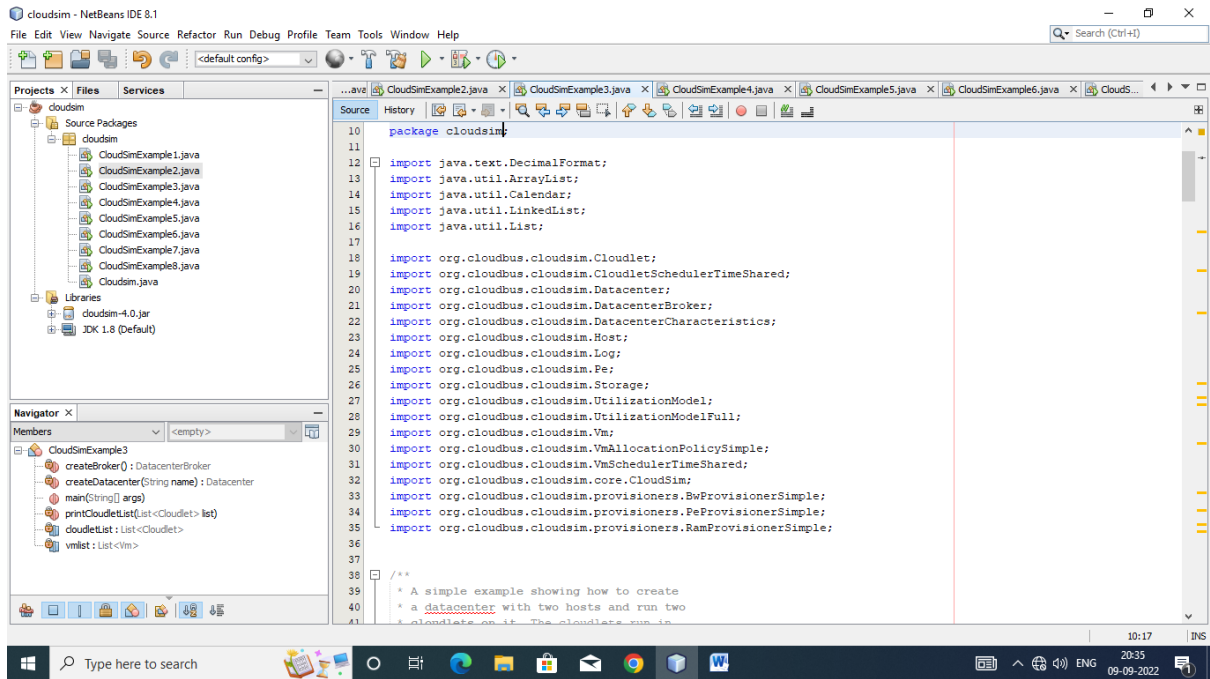 cloudsim - NetBeans IDE 8.1
File Edit View Navigate Source Refactor Run Debug Profile Team Tools Window Help
Search (Ctrl+I)
<default config>
Projects × Files Services
...ava CloudSimExample2.java × CloudSimExample3.java × CloudSimExample4.java × CloudSimExample5.java × CloudSimExample6.java × CloudS...
Source History
cloudsim
Source Packages
cloudsim
CloudSimExample1.java
CloudSimExample2.java
CloudSimExample3.java
CloudSimExample4.java
CloudSimExample5.java
CloudSimExample6.java
CloudSimExample7.java
CloudSimExample8.java
Cloudsim.java
Libraries
cloudsim-4.0.jar
JDK 1.8 (Default)
Navigator ×
Members <empty>
CloudSimExample3
createBroker() : DatacenterBroker
createDatacenter(String name) : Datacenter
main(String[] args)
printCloudletList(List<Cloudlet> list)
cloudletList : List<Cloudlet>
vmlist : List<Vm>
10 package cloudsim;
11
12 import java.text.DecimalFormat;
13 import java.util.ArrayList;
14 import java.util.Calendar;
15 import java.util.LinkedList;
16 import java.util.List;
17
18 import org.cloudbus.cloudsim.Cloudlet;
19 import org.cloudbus.cloudsim.CloudletSchedulerTimeShared;
20 import org.cloudbus.cloudsim.Datacenter;
21 import org.cloudbus.cloudsim.DatacenterBroker;
22 import org.cloudbus.cloudsim.DatacenterCharacteristics;
23 import org.cloudbus.cloudsim.Host;
24 import org.cloudbus.cloudsim.Log;
25 import org.cloudbus.cloudsim.Pe;
26 import org.cloudbus.cloudsim.Storage;
27 import org.cloudbus.cloudsim.UtilizationModel;
28 import org.cloudbus.cloudsim.UtilizationModelFull;
29 import org.cloudbus.cloudsim.Vm;
30 import org.cloudbus.cloudsim.VmAllocationPolicySimple;
31 import org.cloudbus.cloudsim.VmSchedulerTimeShared;
32 import org.cloudbus.cloudsim.core.CloudSim;
33 import org.cloudbus.cloudsim.provisioners.BwProvisionerSimple;
34 import org.cloudbus.cloudsim.provisioners.PeProvisionerSimple;
35 import org.cloudbus.cloudsim.provisioners.RamProvisionerSimple;
36
37
38 /**
39 * A simple example showing how to create
40 * a datacenter with two hosts and run two
41 * cloudlets on it. The cloudlets run in
10:17 INS
Type here to search
ENG
20:35
09-09-2022